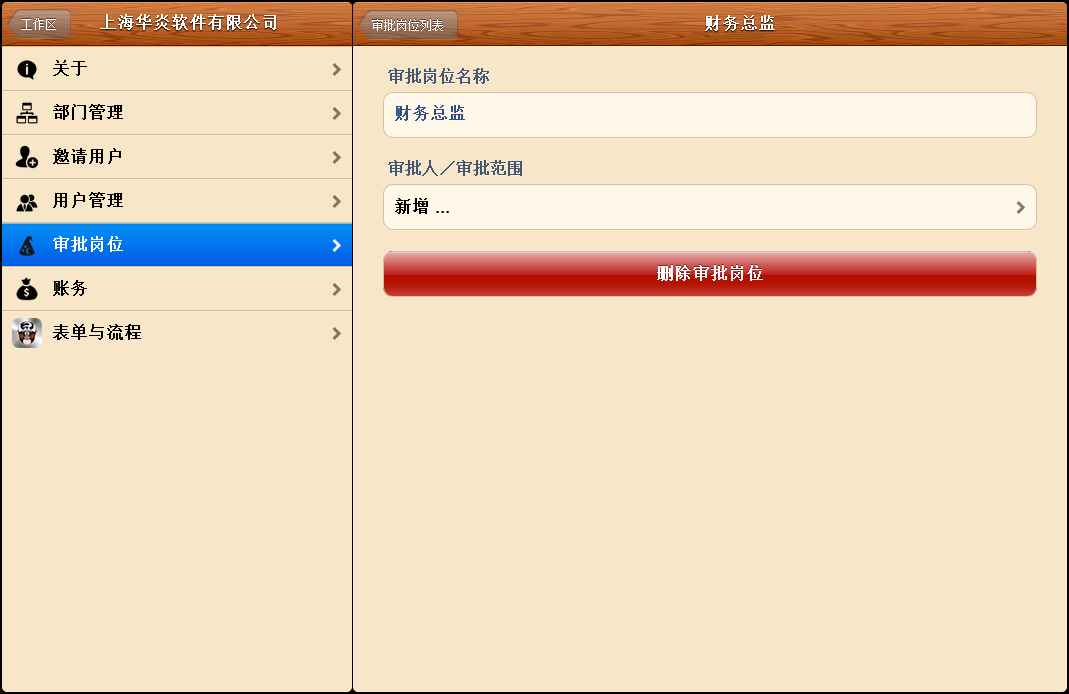 工作区
上海华炎软件有限公司
关于
部门管理
邀请用户
用户管理
审批岗位
账务
表单与流程
审批岗位列表
财务总监
审批岗位名称
财务总监
审批人／审批范围
新增 ...
删除审批岗位